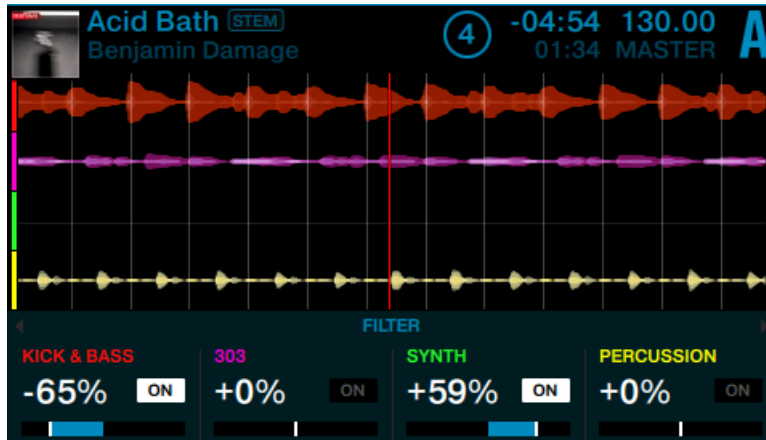 Acid Bath STEM
Benjamin Damage
4
-04:54 130.00
01:34 MASTER
A
FILTER
KICK & BASS 303 SYNTH PERCUSSION
-65% ON +0% ON +59% ON +0% ON